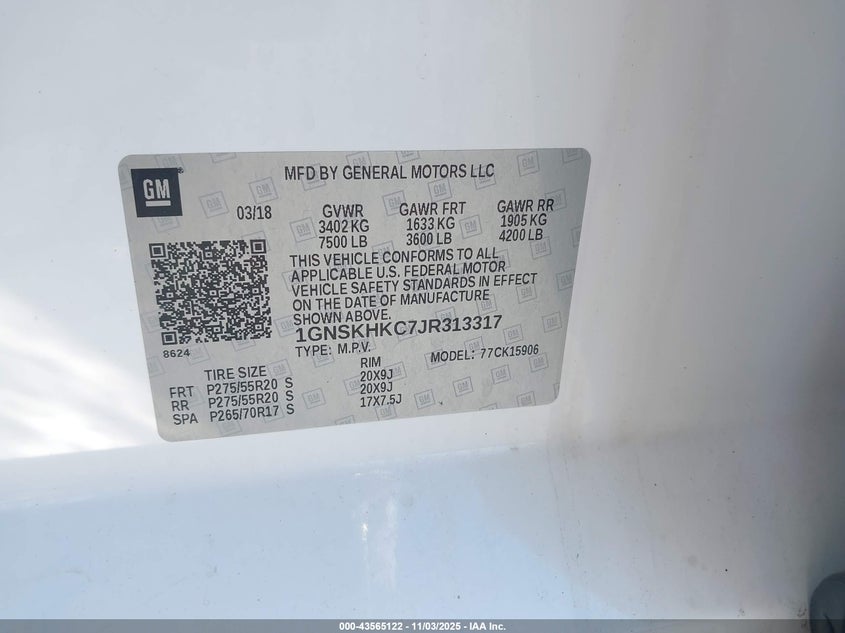 GM
MFD BY GENERAL MOTORS LLC
03/18
GVWR GAWR FRT GAWR RR
3402 KG 1633 KG 1905 KG
7500 LB 3600 LB 4200 LB
THIS VEHICLE CONFORMS TO ALL
APPLICABLE U.S. FEDERAL MOTOR
VEHICLE SAFETY STANDARDS IN EFFECT
ON THE DATE OF MANUFACTURE
SHOWN ABOVE.
1GNSKHKC7JR313317
8624
TYPE: M.P.V. MODEL: 77CK15906
TIRE SIZE RIM
FRT P275/55R20 S 20X9J
RR P275/55R20 S 20X9J
SPA P265/70R17 S 17X7.5J
000-43565122 - 11/03/2025 - IAA Inc.